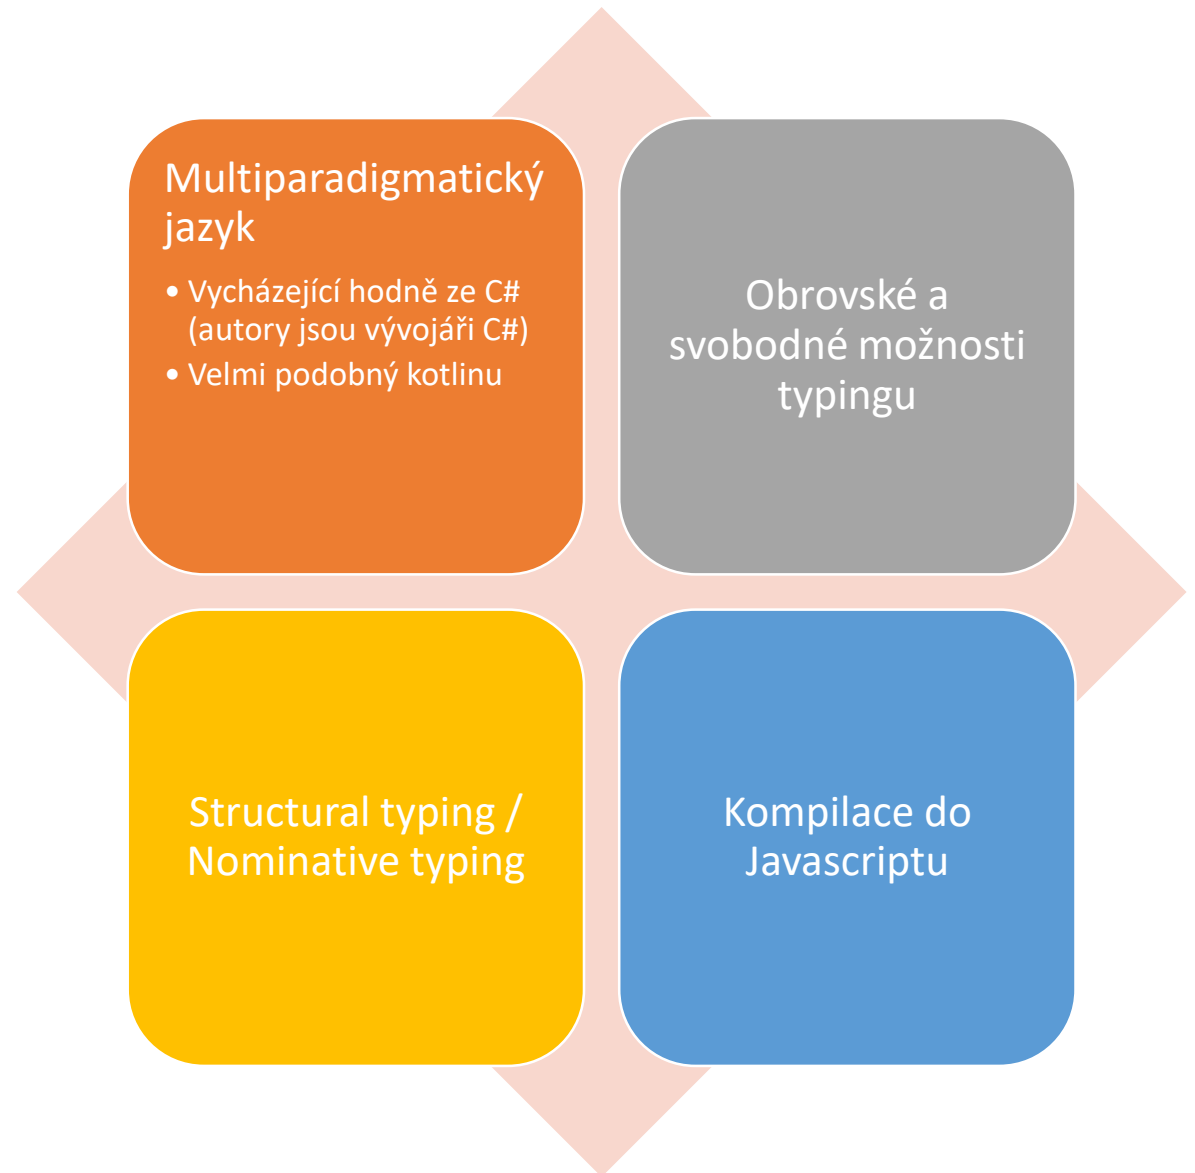 Multiparadigmatický
jazyk
• Vycházející hodně ze C#
(autory jsou vývojáři C#)
• Velmi podobný kotlinu
Obrovské a
svobodné možnosti
typingu
Structural typing /
Nominative typing
Kompilace do
Javascriptu